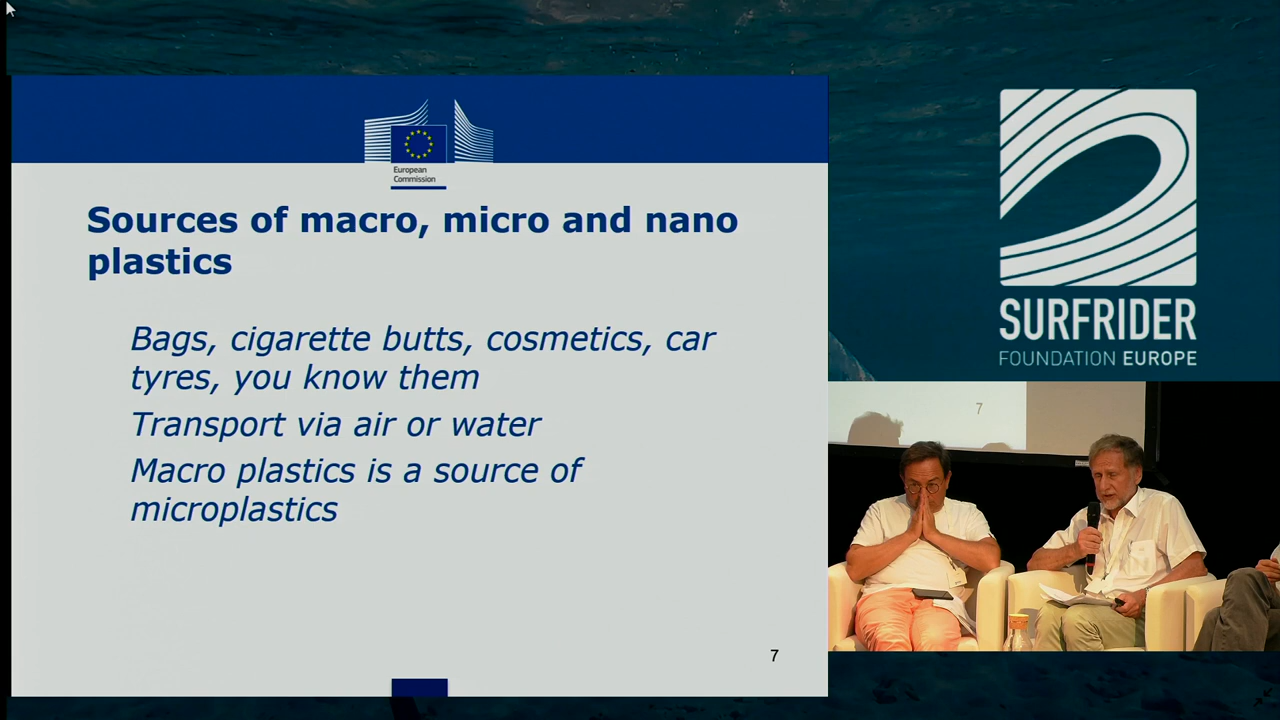 European
Commission
Sources of macro, micro and nano
plastics
Bags, cigarette butts, cosmetics, car
tyres, you know them
Transport via air or water
Macro plastics is a source of
microplastics
7
SURFRIDER
FOUNDATION EUROPE
7